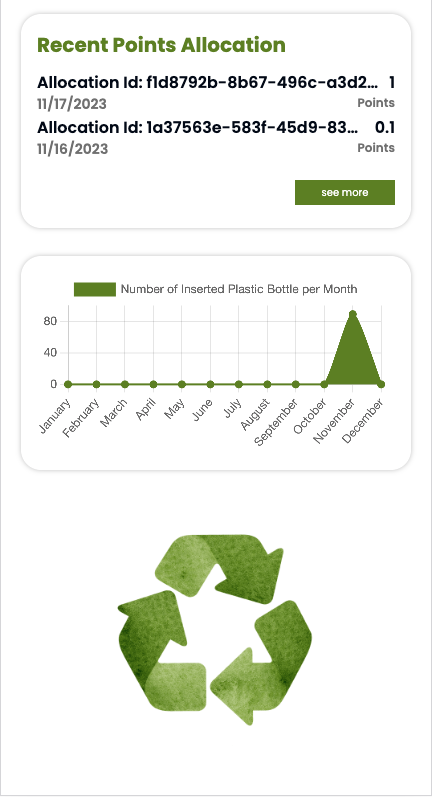 Recent Points Allocation
Allocation Id: f1d8792b-8b67-496c-a3d2... 1
11/17/2023 Points
Allocation Id: 1a37563e-583f-45d9-83... 0.1
11/16/2023 Points
see more
Number of Inserted Plastic Bottle per Month
80
40
0
January
February
March
April
May
June
July
August
September
October
November
December